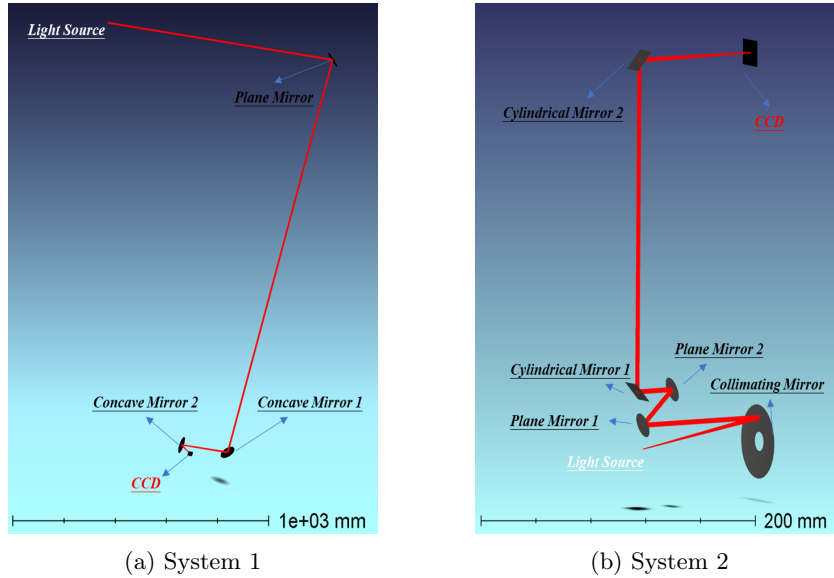 Light Source
Plane Mirror
Concave Mirror 2
Concave Mirror 1
CCD
1e+03 mm
(a) System 1
Cylindrical Mirror 2
CCD
Plane Mirror 2
Cylindrical Mirror 1
Collimating Mirror
Plane Mirror 1
Light Source
200 mm
(b) System 2